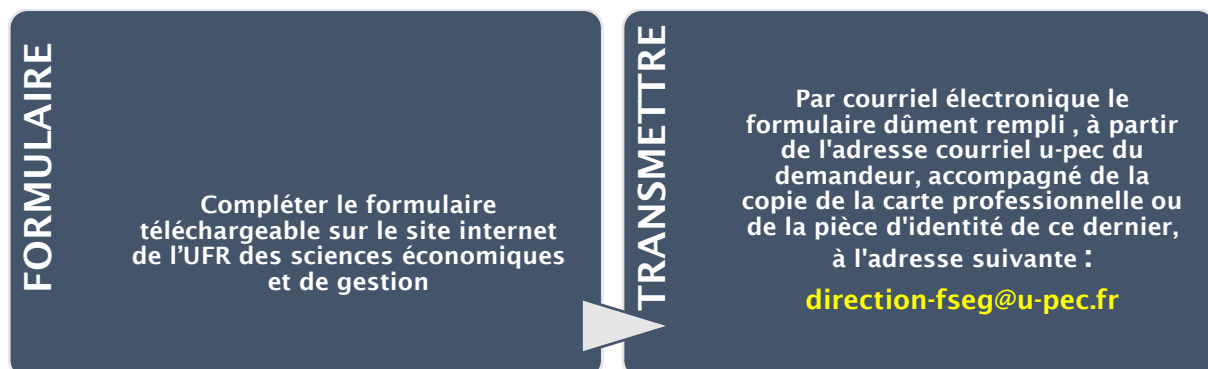 FORMULAIRE
Compléter le formulaire
téléchargeable sur le site internet
de l’UFR des sciences économiques
et de gestion
TRANSMETTRE
Par courriel électronique le
formulaire dûment rempli , à partir
de l'adresse courriel u-pec du
demandeur, accompagné de la
copie de la carte professionnelle ou
de la pièce d'identité de ce dernier,
à l'adresse suivante :
direction-fseg@u-pec.fr